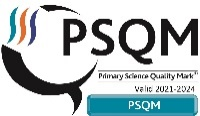 PSQM
Primary Science Quality Mark
Valid 2021-2024
PSQM